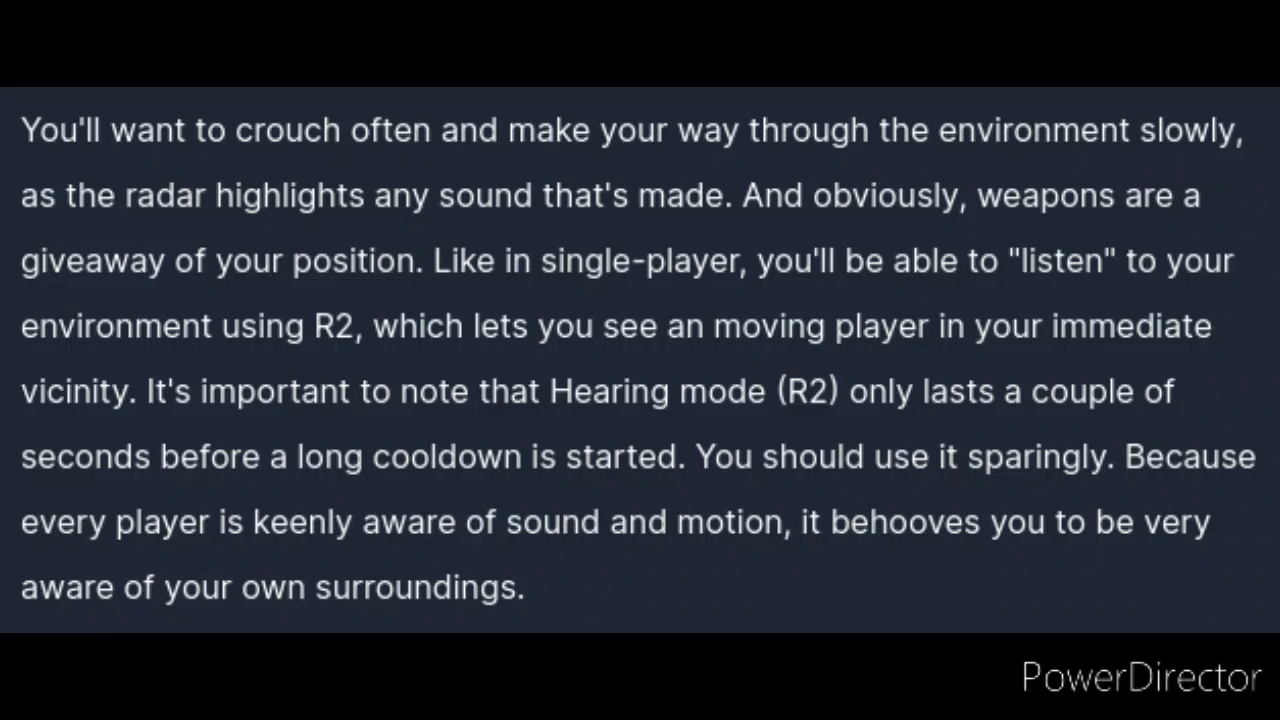 You'll want to crouch often and make your way through the environment slowly,
as the radar highlights any sound that's made. And obviously, weapons are a
giveaway of your position. Like in single-player, you'll be able to "listen" to your
environment using R2, which lets you see an moving player in your immediate
vicinity. It's important to note that Hearing mode (R2) only lasts a couple of
seconds before a long cooldown is started. You should use it sparingly. Because
every player is keenly aware of sound and motion, it behooves you to be very
aware of your own surroundings.
PowerDirector